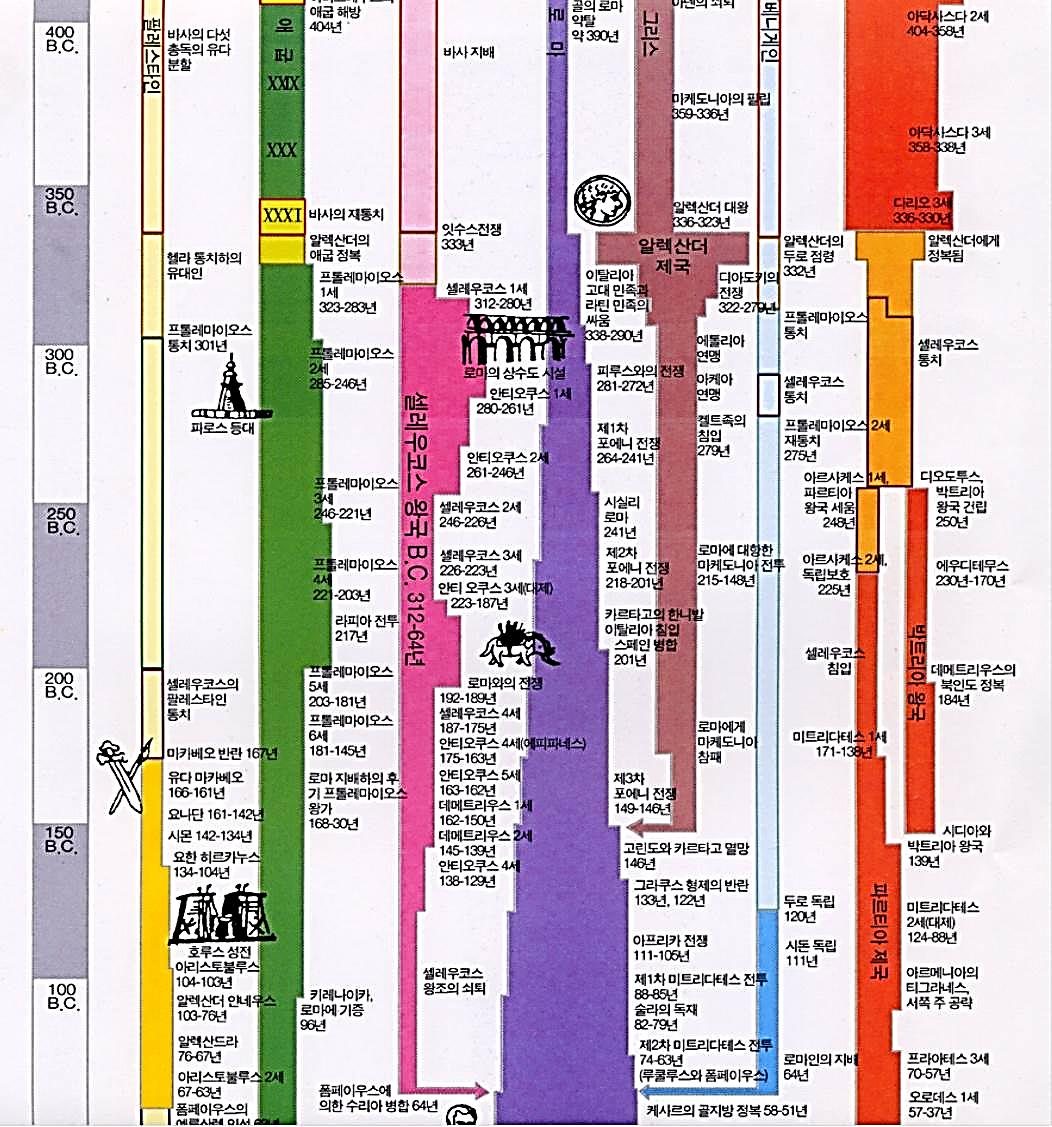 400
B.C.
350
B.C.
300
B.C.
250
B.C.
200
B.C.
150
B.C.
100
B.C.
팔레스타인
바사의 다섯
총독의 유다
분할
헬라 통치하의
유대인
프톨레마이오스
통치 301년
파로스 등대
셀레우코스의
팔레스타인
통치
미카베오 반란 167년
유다 마카베오
166-161년
요나단 161-142년
시몬 142-134년
요한 히르카누스
134-104년
호루스 성전
아리스토불루스
104-103년
알렉산더 얀네우스
103-76년
알렉산드라
76-67년
아리스토불루스 2세
67-63년
폼페이우스의
애굽
XXIX
XXX
XXXI
애굽 해방
404년
바사의 재통치
알렉산더의
애굽 정복
프톨레마이오스
1세
323-283년
프톨레마이오스
2세
285-246년
프톨레마이오스
3세
246-221년
프톨레마이오스
4세
221-203년
라피아 전투
217년
프톨레마이오스
5세
203-181년
프톨레마이오스
6세
181-145년
로마 지배하의 후
기 프톨레마이오스
왕가
168-30년
키레나이카,
로마에 기증
96년
폼페이우스에
의한 수리아 병합 64년
바사 지배
잇수스전쟁
333년
셀레우코스 1세
312-280년
로마의 상수도 시설
안티오쿠스 1세
280-261년
셀레우코스 왕국 B.C. 312-64년
안티오쿠스 2세
261-246년
셀레우코스 2세
246-226년
셀레우코스 3세
226-223년
안티 오쿠스 3세(대제)
223-187년
로마와의 전쟁
192-189년
셀레우코스 4세
187-175년
안티오쿠스 4세(에피파네스)
175-163년
안티오쿠스 5세
163-162년
데메트리우스 1세
162-150년
데메트리우스 2세
145-139년
안티오쿠스 4세
138-129년
셀레우코스
왕조의 쇠퇴
로마
골의 로마
약탈
약 390년
이탈리아
고대 민족과
라틴 민족의
싸움
338-290년
피루스와의 전쟁
281-272년
제1차
포에니 전쟁
264-241년
시실리
로마
241년
제2차
포에니 전쟁
218-201년
카르타고의 한니발
이탈리아 침입
스페인 병합
201년
제3차
포에니 전쟁
149-146년
고린도와 카르타고 멸망
146년
그라쿠스 형제의 반란
133년, 122년
아프리카 전쟁
111-105년
제1차 미트리다테스 전투
88-85년
술라의 독재
82-79년
제2차 미트리다테스 전투
74-63년
(루쿨루스와 폼페이우스)
케사르의 골지방 정복 58-51년
그리스
마케도니아의 필립
359-336년
알렉산더 대왕
336-323년
알렉산더
제국
디아도키의
전쟁
322-279년
에톨리아
연맹
아케아
연맹
켈트족의
침입
279년
로마에 대항한
마케도니아 전투
215-148년
로마에게
마케도니아
참패
베니게인
알렉산더의
두로 점령
332년
프톨레마이오스
통치
셀레우코스
통치
프톨레마이오스 2세
재통치
275년
두로 독립
120년
시돈 독립
111년
로마인의 지배
64년
아닥사스다 2세
404-358년
아닥사스다 3세
358-338년
다리오 3세
336-330년
알렉산더에게
정복됨
셀레우코스
통치
아르사케스 1세,
파르티아
왕국 세움
248년
디오도투스,
박트리아
왕국 건립
250년
아르사케스 2세,
독립보호
225년
에우디테무스
230년-170년
셀레우코스
침입
박트리아 왕국
데메트리우스의
북인도 정복
184년
미트리다테스 1세
171-138년
시디아와
박트리아 왕국
139년
파르티아 제국
미트리다테스
2세(대제)
124-88년
아르메니아의
티그라네스,
서쪽 주 공략
프라아테스 3세
70-57년
오로데스 1세
57-37년